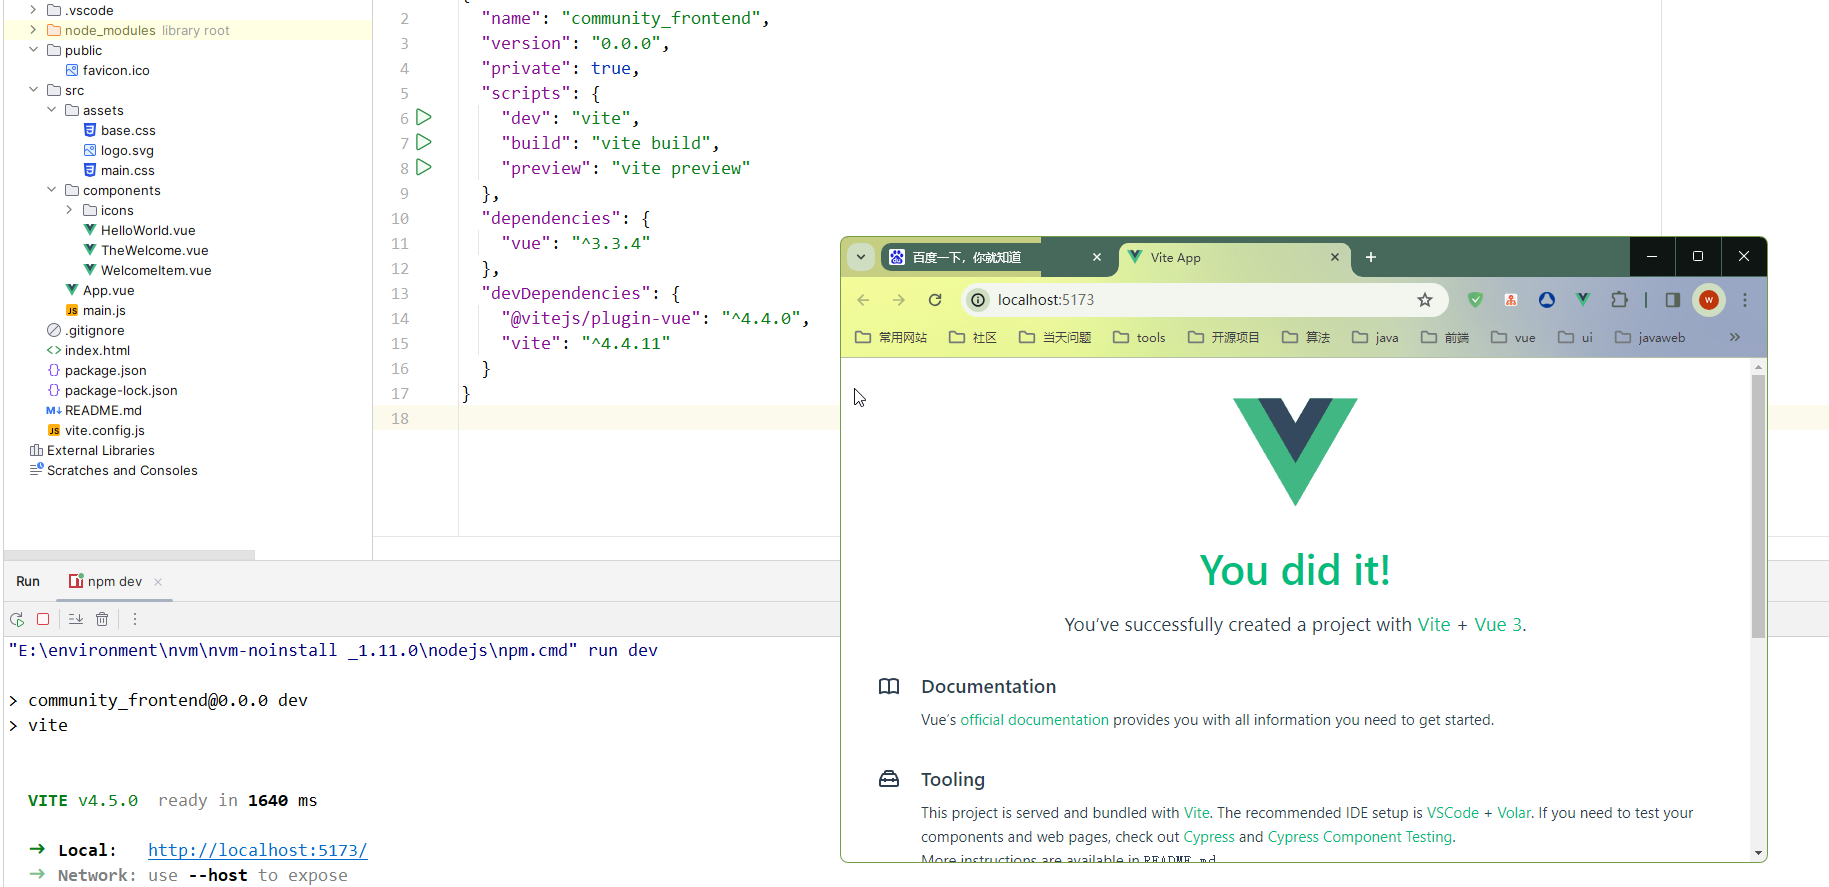 .vscode
node_modules library root
public
favicon.ico
src
assets
base.css
logo.svg
main.css
components
icons
HelloWorld.vue
TheWelcome.vue
WelcomeItem.vue
App.vue
main.js
.gitignore
index.html
package.json
package-lock.json
README.md
vite.config.js
External Libraries
Scratches and Consoles
2 "name": "community_frontend",
3 "version": "0.0.0",
4 "private": true,
5 "scripts": {
6 "dev": "vite",
7 "build": "vite build",
8 "preview": "vite preview"
9 },
10 "dependencies": {
11 "vue": "^3.3.4"
12 },
13 "devDependencies": {
14 "@vitejs/plugin-vue": "^4.4.0",
15 "vite": "^4.4.11"
16 }
17 }
18
百度一下，你就知道
Vite App
localhost:5173
W
常用网站 社区 当天问题 tools 开源项目 算法 java 前端 vue ui javaweb »
You did it!
You've successfully created a project with Vite + Vue 3.
Documentation
Vue's official documentation provides you with all information you need to get started.
Tooling
This project is served and bundled with Vite. The recommended IDE setup is VSCode + Volar. If you need to test your
components and web pages, check out Cypress and Cypress Component Testing.
More instructions are available in README.md
Run npm dev
"E:\environment\nvm\nvm-noinstall _1.11.0\nodejs\npm.cmd" run dev
> community_frontend@0.0.0 dev
> vite
VITE v4.5.0 ready in 1640 ms
➜ Local: http://localhost:5173/
➜ Network: use --host to expose